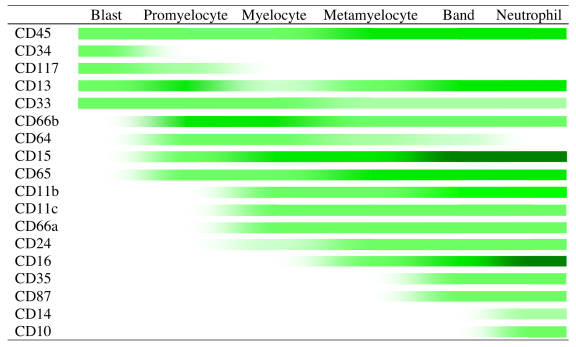 Blast Promyelocyte Myelocyte Metamyelocyte Band Neutrophil
CD45
CD34
CD117
CD13
CD33
CD66b
CD64
CD15
CD65
CD11b
CD11c
CD66a
CD24
CD16
CD35
CD87
CD14
CD10